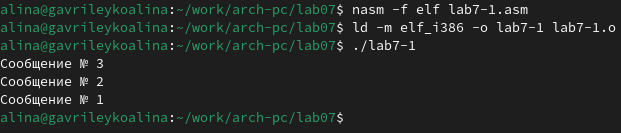 alina@gavrileykoalina:~/work/arch-pc/lab07$ nasm -f elf lab7-1.asm
alina@gavrileykoalina:~/work/arch-pc/lab07$ ld -m elf_i386 -o lab7-1 lab7-1.o
alina@gavrileykoalina:~/work/arch-pc/lab07$ ./lab7-1
Сообщение № 3
Сообщение № 2
Сообщение № 1
alina@gavrileykoalina:~/work/arch-pc/lab07$